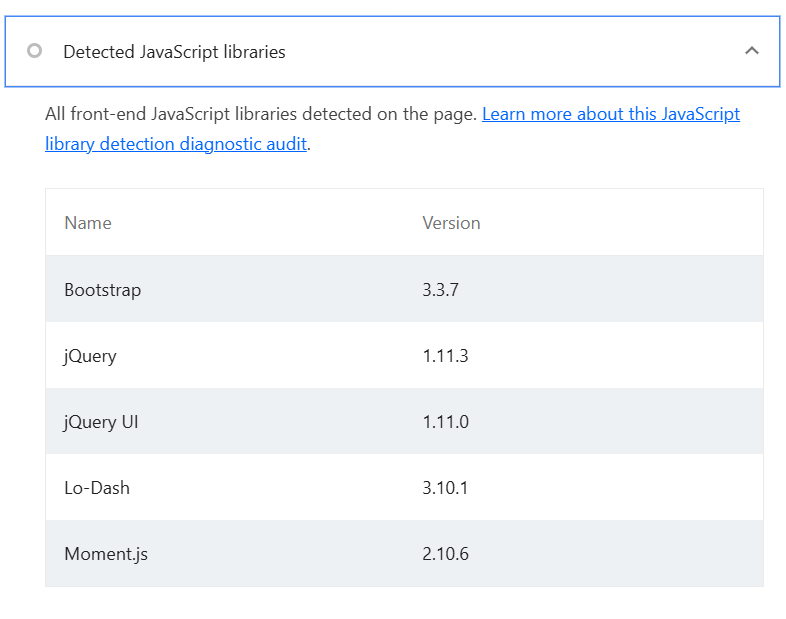 Detected JavaScript libraries
All front-end JavaScript libraries detected on the page. Learn more about this JavaScript
library detection diagnostic audit.
Name Version
Bootstrap 3.3.7
jQuery 1.11.3
jQuery UI 1.11.0
Lo-Dash 3.10.1
Moment.js 2.10.6